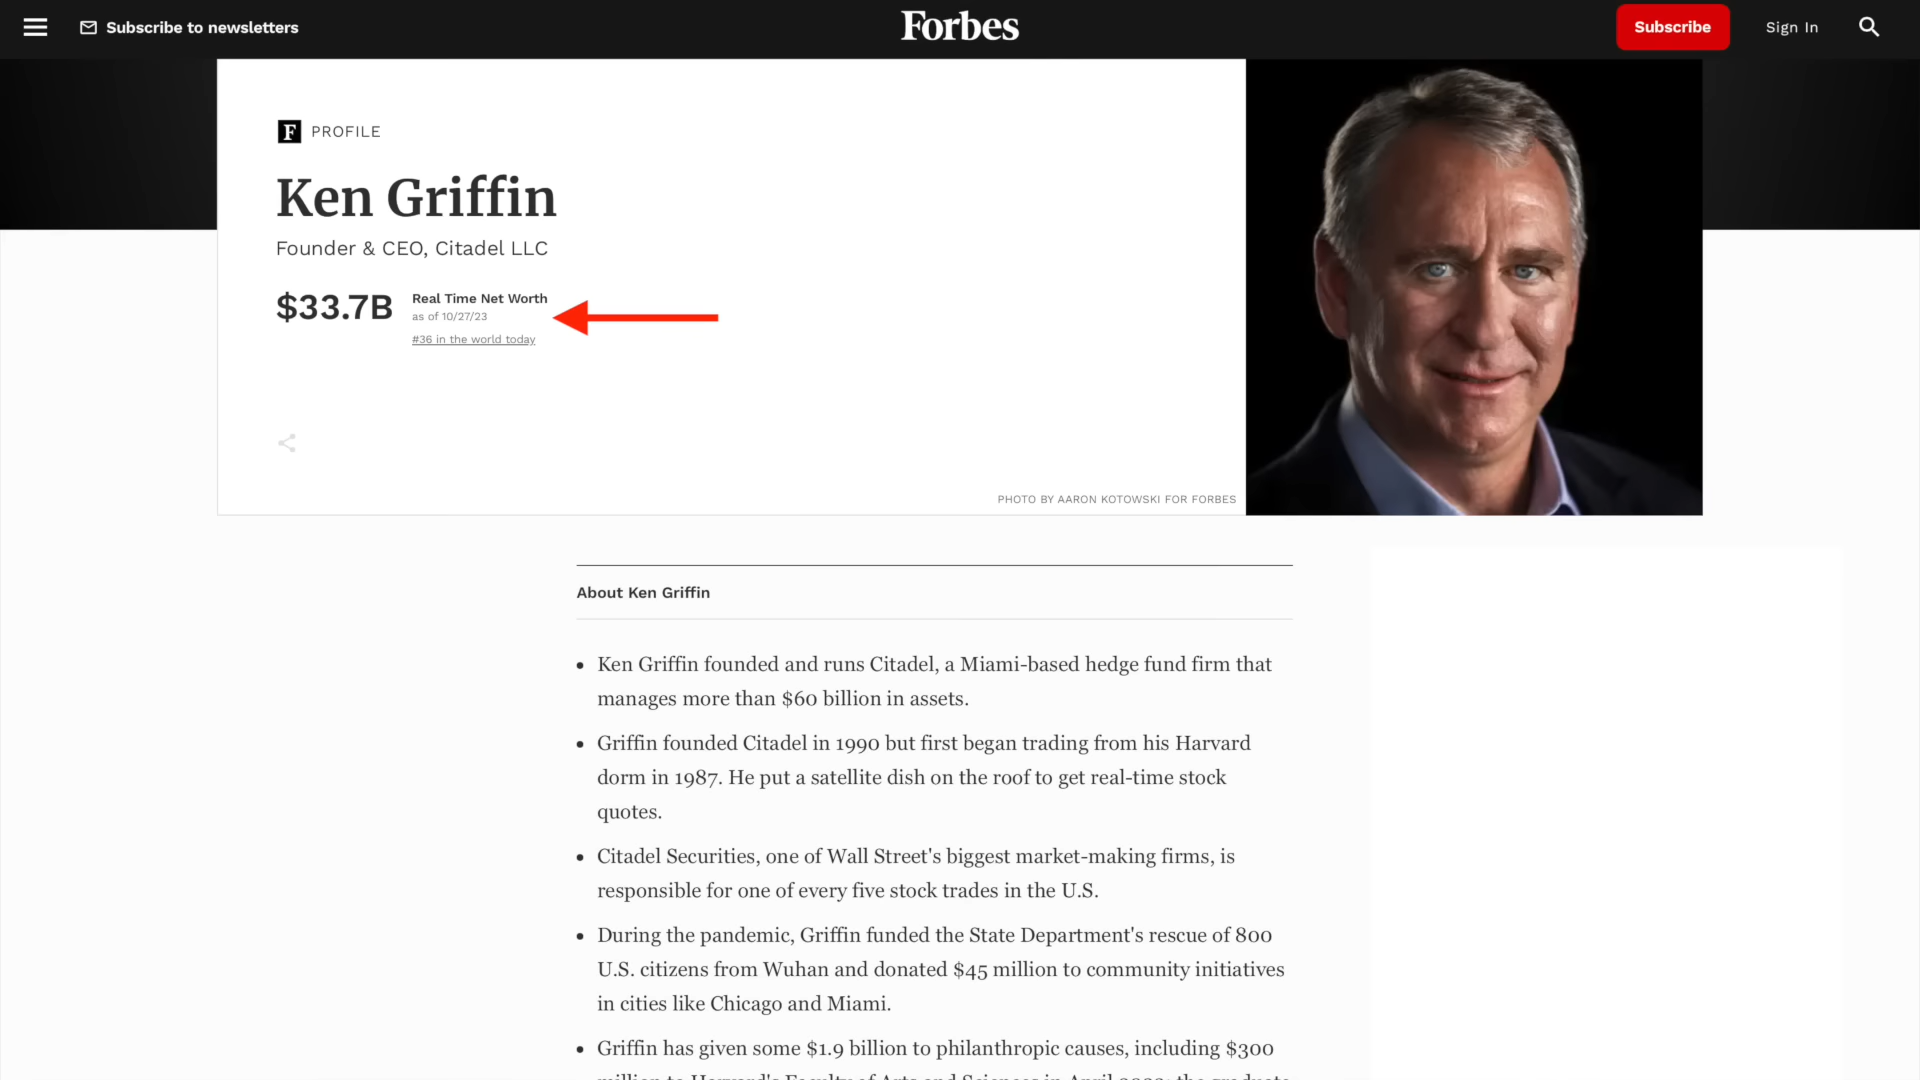 Subscribe to newsletters
Forbes
Subscribe
Sign In
F PROFILE
Ken Griffin
Founder & CEO, Citadel LLC
$33.7B
Real Time Net Worth
as of 10/27/23
#36 in the world today
PHOTO BY AARON KOTOWSKI FOR FORBES
About Ken Griffin
Ken Griffin founded and runs Citadel, a Miami-based hedge fund firm that
manages more than $60 billion in assets.
Griffin founded Citadel in 1990 but first began trading from his Harvard
dorm in 1987. He put a satellite dish on the roof to get real-time stock
quotes.
Citadel Securities, one of Wall Street's biggest market-making firms, is
responsible for one of every five stock trades in the U.S.
During the pandemic, Griffin funded the State Department's rescue of 800
U.S. citizens from Wuhan and donated $45 million to community initiatives
in cities like Chicago and Miami.
Griffin has given some $1.9 billion to philanthropic causes, including $300